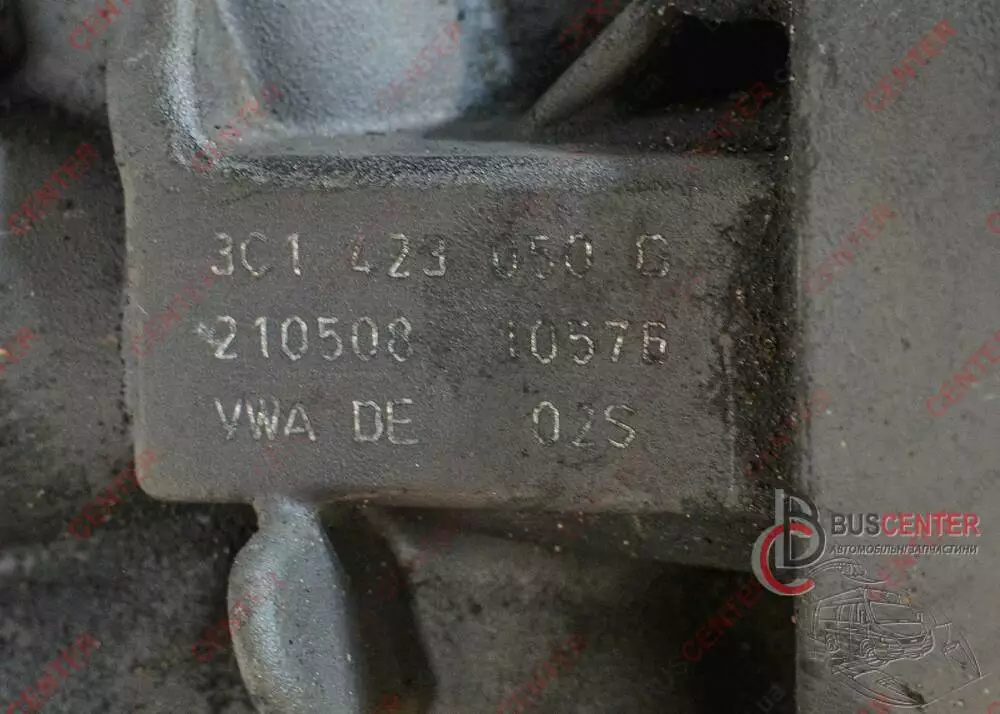 3C1 423 050
210508 10576
VWA DE 02S
BUSCENTER
АВТОМОБІЛЬНІ ЗАПЧАСТИНИ